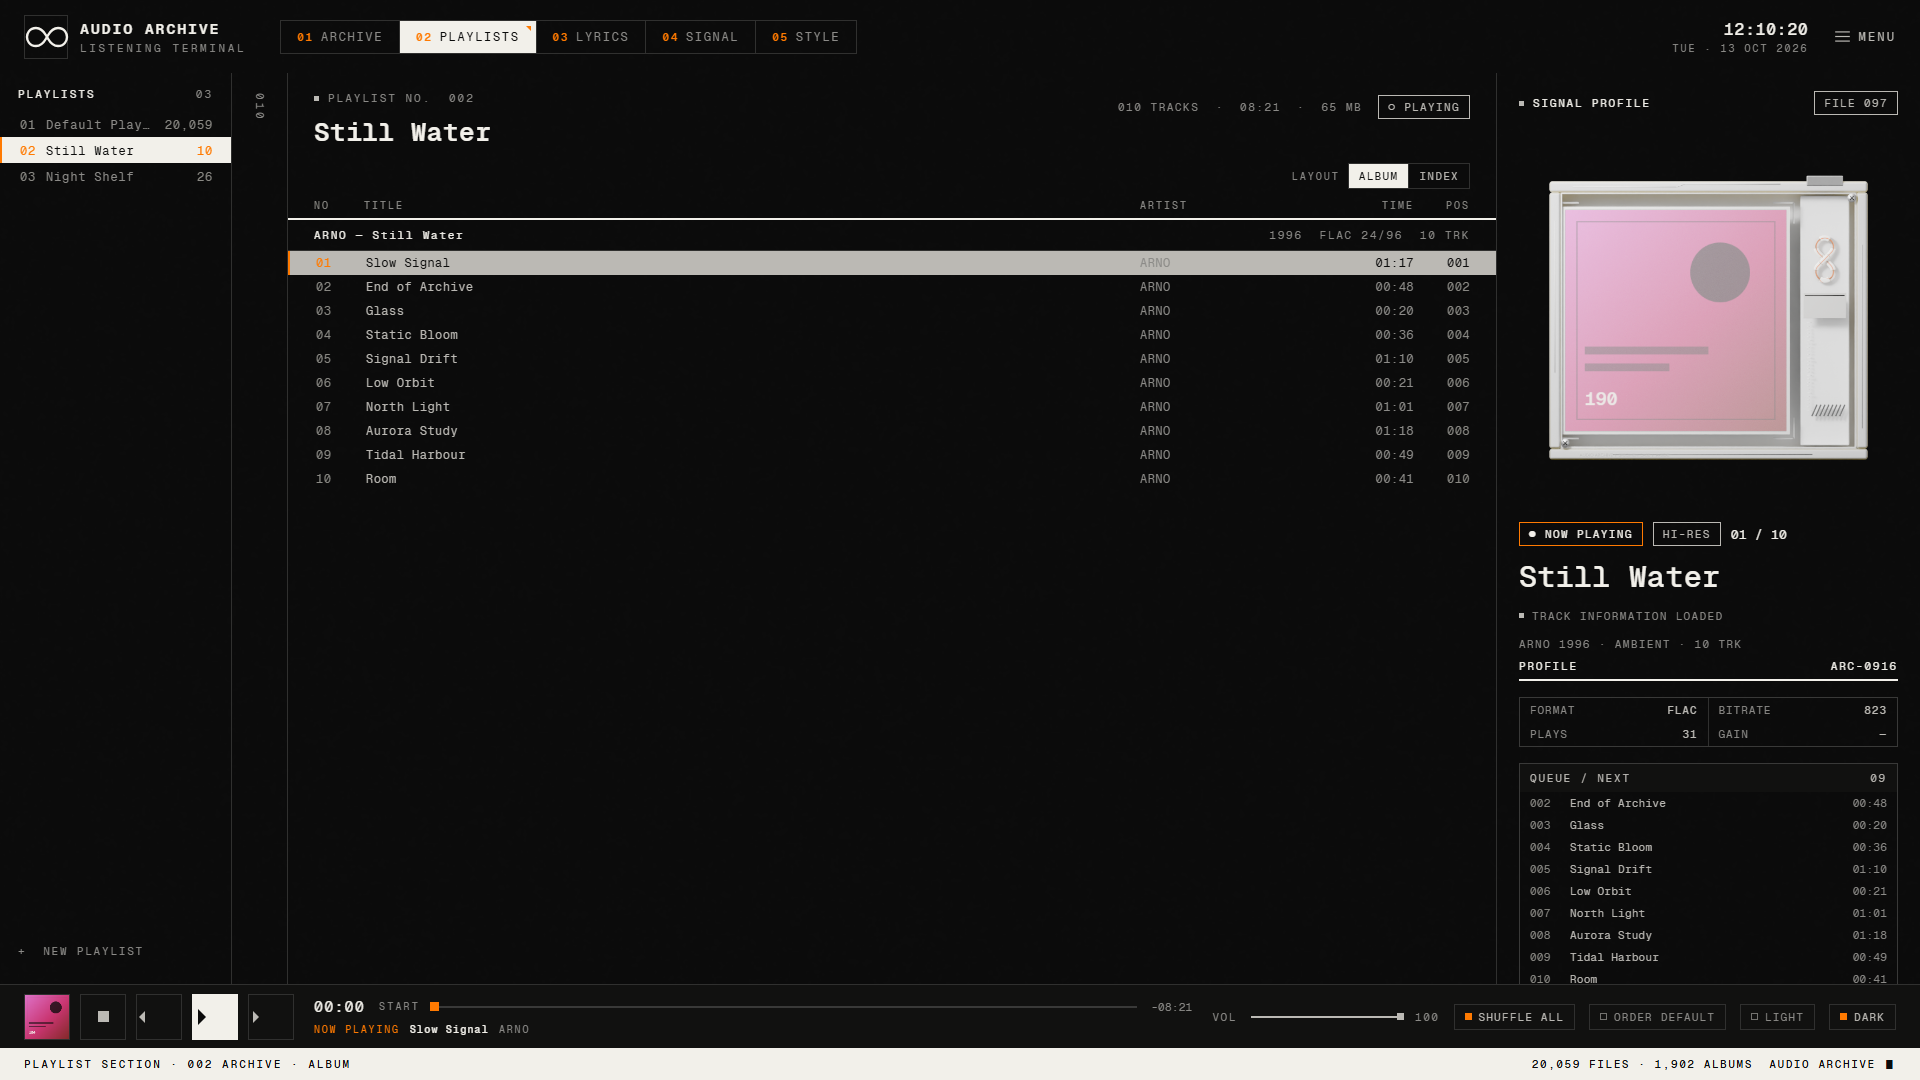 AUDIO ARCHIVE
LISTENING TERMINAL
01 ARCHIVE
02 PLAYLISTS
03 LYRICS
04 SIGNAL
05 STYLE
12:10:20
TUE · 13 OCT 2026
MENU
PLAYLISTS 03
01 Default Play… 20,059
02 Still Water 10
03 Night Shelf 26
+ NEW PLAYLIST
010
PLAYLIST NO. 002
Still Water
010 TRACKS · 08:21 · 65 MB
PLAYING
LAYOUT ALBUM INDEX
NO TITLE ARTIST TIME POS
ARNO — Still Water 1996 FLAC 24/96 10 TRK
01 Slow Signal ARNO 01:17 001
02 End of Archive ARNO 00:48 002
03 Glass ARNO 00:20 003
04 Static Bloom ARNO 00:36 004
05 Signal Drift ARNO 01:10 005
06 Low Orbit ARNO 00:21 006
07 North Light ARNO 01:01 007
08 Aurora Study ARNO 01:18 008
09 Tidal Harbour ARNO 00:49 009
10 Room ARNO 00:41 010
SIGNAL PROFILE FILE 097
190
NOW PLAYING HI-RES 01 / 10
Still Water
TRACK INFORMATION LOADED
ARNO 1996 · AMBIENT · 10 TRK
PROFILE ARC-0916
FORMAT FLAC BITRATE 823
PLAYS 31 GAIN —
QUEUE / NEXT 09
002 End of Archive 00:48
003 Glass 00:20
004 Static Bloom 00:36
005 Signal Drift 01:10
006 Low Orbit 00:21
007 North Light 01:01
008 Aurora Study 01:18
009 Tidal Harbour 00:49
010 Room 00:41
00:00 START -08:21
NOW PLAYING Slow Signal ARNO
VOL 100
SHUFFLE ALL
ORDER DEFAULT
LIGHT
DARK
PLAYLIST SECTION · 002 ARCHIVE · ALBUM
20,059 FILES · 1,902 ALBUMS AUDIO ARCHIVE